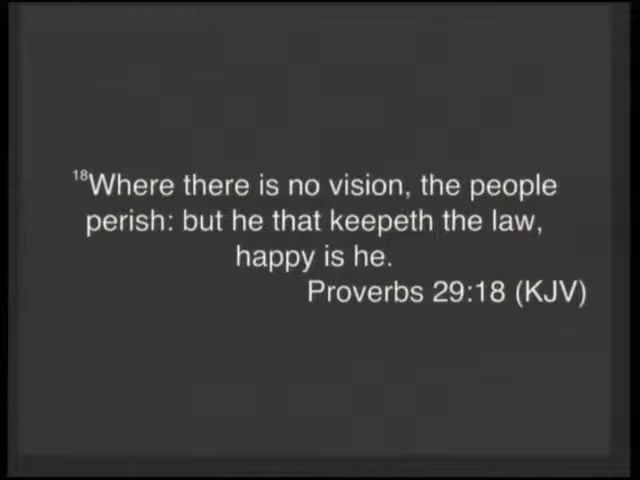 18Where there is no vision, the people
perish: but he that keepeth the law,
happy is he.
Proverbs 29:18 (KJV)